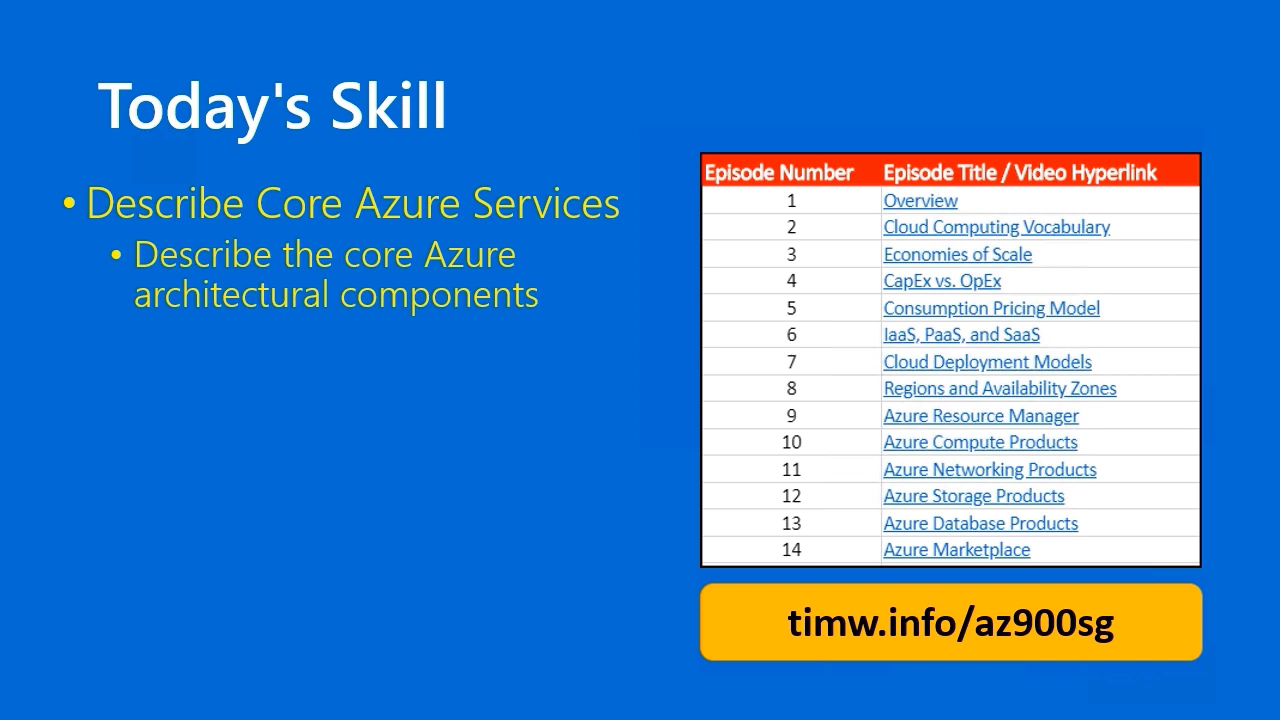 Today's Skill
• Describe Core Azure Services
• Describe the core Azure
architectural components
Episode Number Episode Title / Video Hyperlink
1 Overview
2 Cloud Computing Vocabulary
3 Economies of Scale
4 CapEx vs. OpEx
5 Consumption Pricing Model
6 IaaS, PaaS, and SaaS
7 Cloud Deployment Models
8 Regions and Availability Zones
9 Azure Resource Manager
10 Azure Compute Products
11 Azure Networking Products
12 Azure Storage Products
13 Azure Database Products
14 Azure Marketplace
timw.info/az900sg